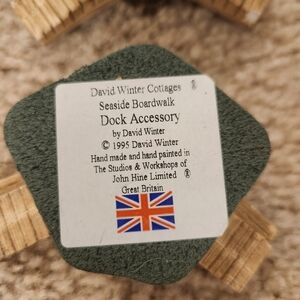 David Winter Cottages ®
Seaside Boardwalk
Dock Accessory
by David Winter
© 1995 David Winter
Hand made and hand painted in
The Studios & Workshops of
John Hine Limited ®
Great Britain